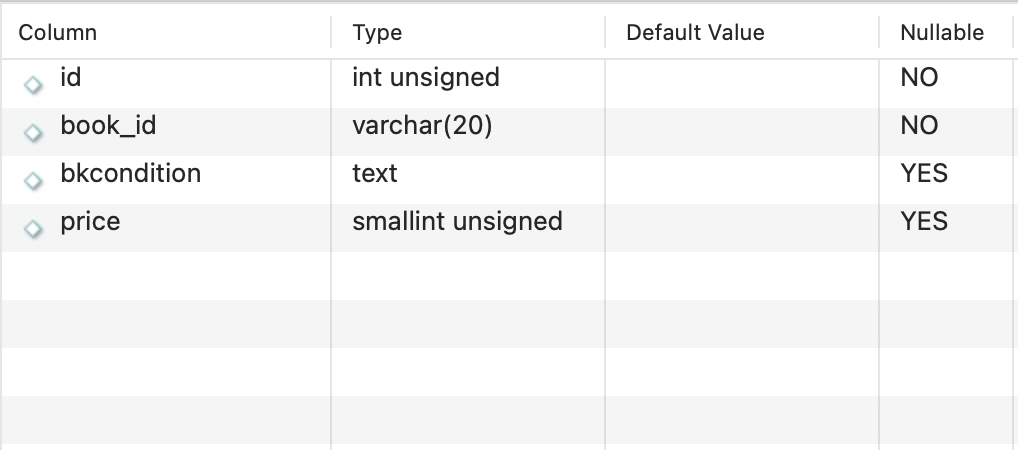 Column Type Default Value Nullable
id int unsigned NO
book_id varchar(20) NO
bkcondition text YES
price smallint unsigned YES